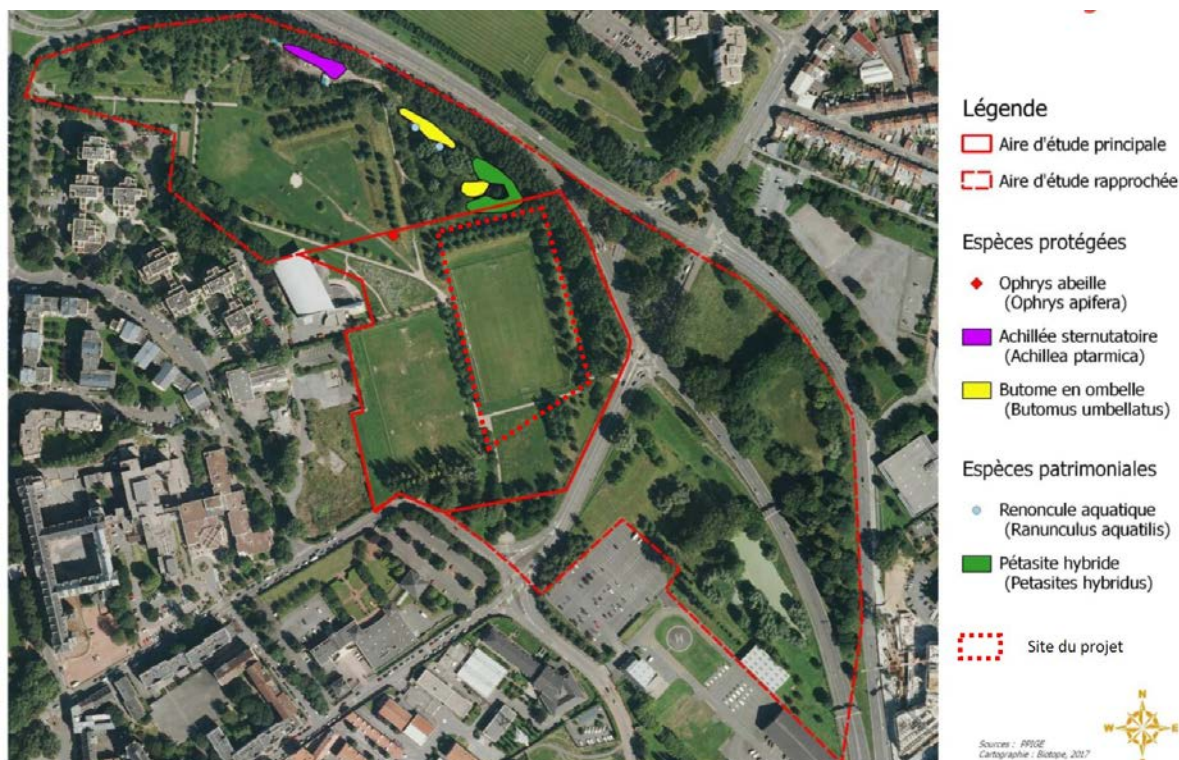 Légende
Aire d'étude principale
Aire d'étude rapprochée
Espèces protégées
Ophrys abeille
(Ophrys apifera)
Achillée sternutatoire
(Achillea ptarmica)
Butome en ombelle
(Butomus umbellatus)
Espèces patrimoniales
Renoncule aquatique
(Ranunculus aquatilis)
Pétasite hybride
(Petasites hybridus)
Site du projet
N
W E
S
Sources : PPIGE
Cartographie : Biotope, 2017
H